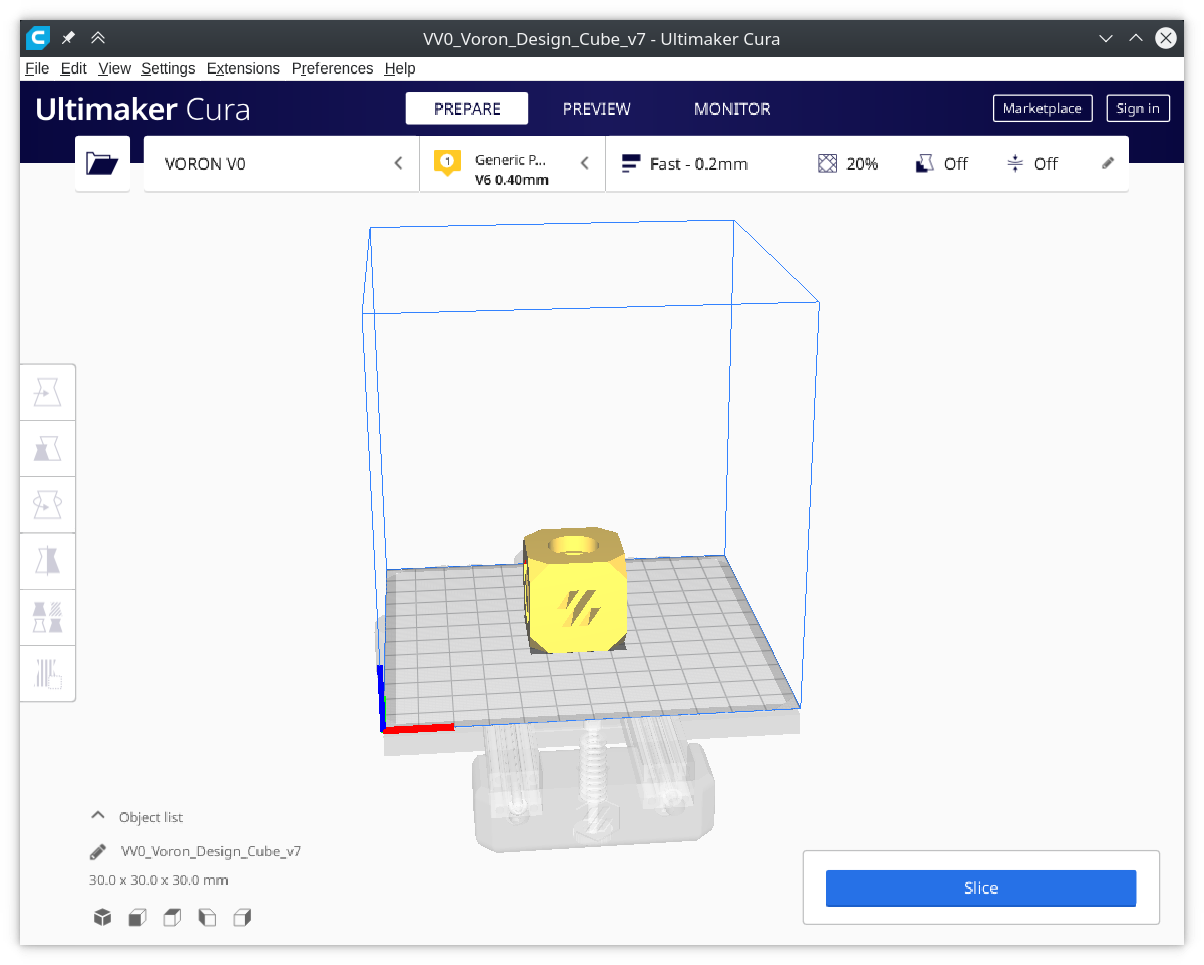 VV0_Voron_Design_Cube_v7 - Ultimaker Cura
File Edit View Settings Extensions Preferences Help
Ultimaker Cura PREPARE PREVIEW MONITOR Marketplace Sign in
VORON V0
1
Generic P...
V6 0.40mm
Fast - 0.2mm 20% Off Off
Object list
VV0_Voron_Design_Cube_v7
30.0 x 30.0 x 30.0 mm
Slice